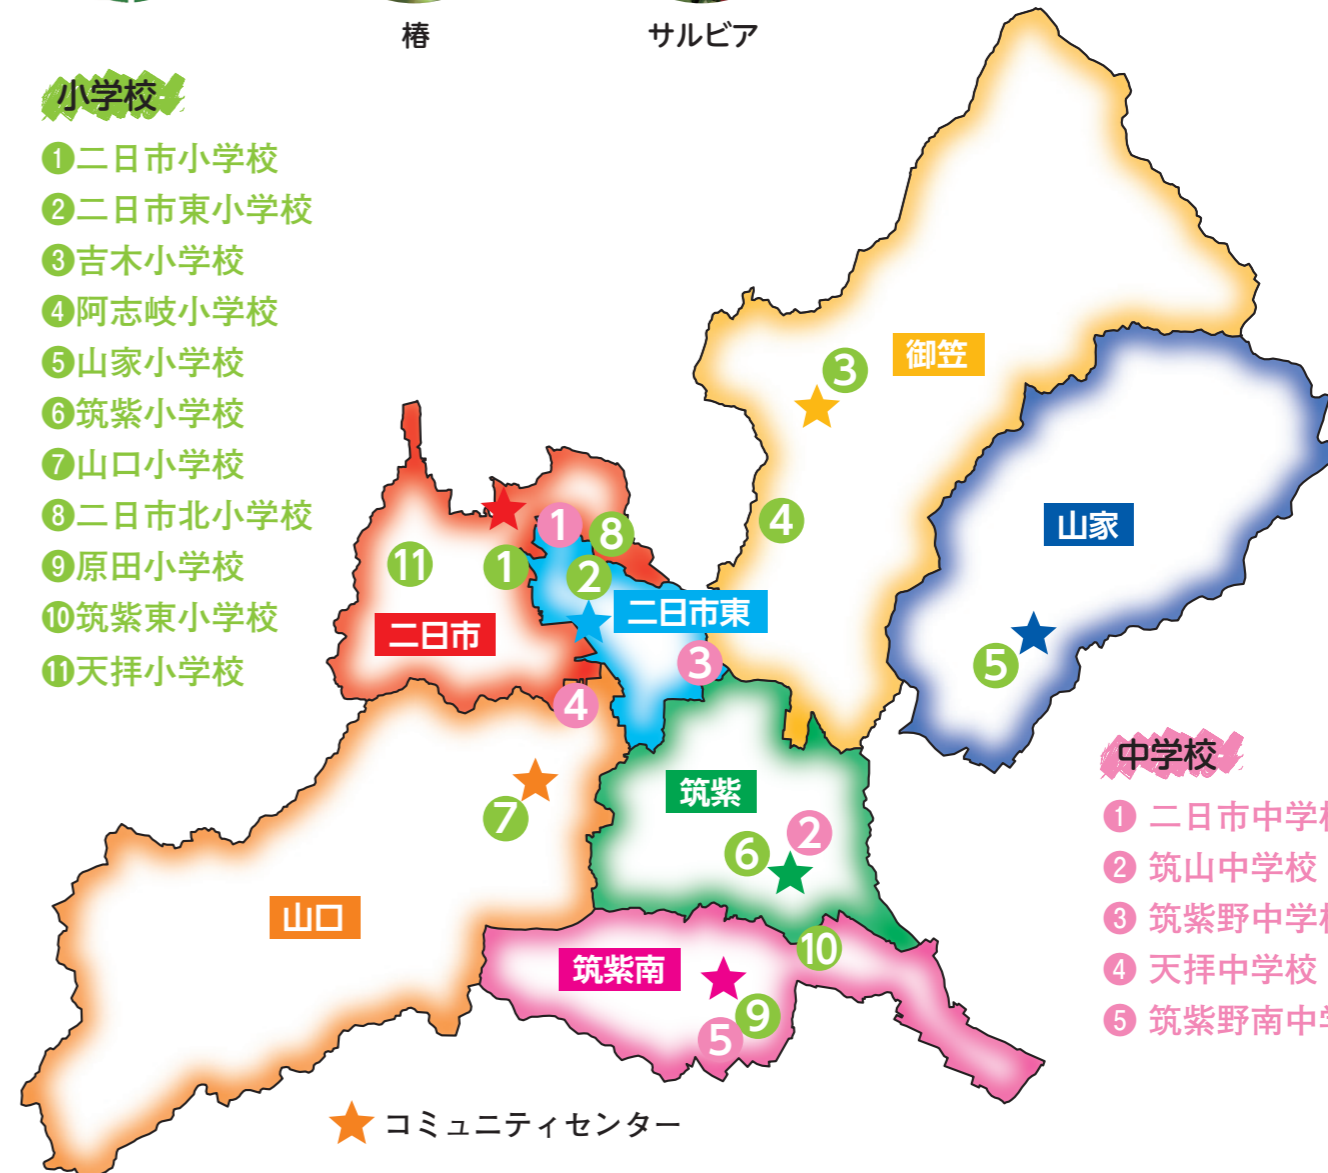 椿
サルビア
小学校
❶二日市小学校
❷二日市東小学校
❸吉木小学校
❹阿志岐小学校
❺山家小学校
❻筑紫小学校
❼山口小学校
❽二日市北小学校
❾原田小学校
❿筑紫東小学校
⓫天拝小学校
御笠
3
4
山家
5
1
8
11
1
2
二日市東
二日市
3
4
7
山口
筑紫
2
6
10
筑紫南
9
5
中学校
❶ 二日市中学校
❷ 筑山中学校
❸ 筑紫野中学校
❹ 天拝中学校
❺ 筑紫野南中学
★ コミュニティセンター